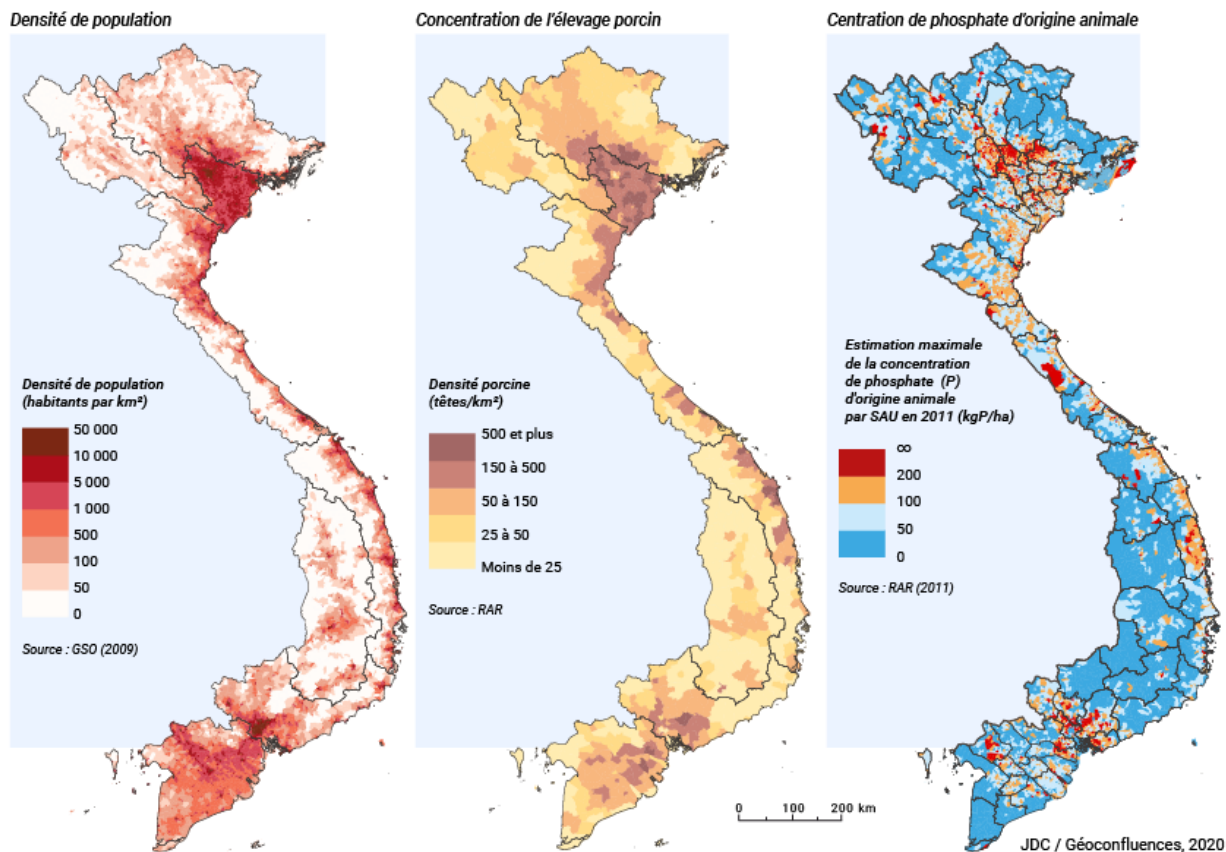 Densité de population
Densité de population
(habitants par km²)
50 000
10 000
5 000
1 000
500
100
50
0
Source : GSO (2009)
Concentration de l'élevage porcin
Densité porcine
(têtes/km²)
500 et plus
150 à 500
50 à 150
25 à 50
Moins de 25
Source : RAR
0 100 200 km
Centration de phosphate d'origine animale
Estimation maximale
de la concentration
de phosphate (P)
d'origine animale
par SAU en 2011 (kgP/ha)
∞
200
100
50
0
Source : RAR (2011)
JDC / Géoconfluences, 2020